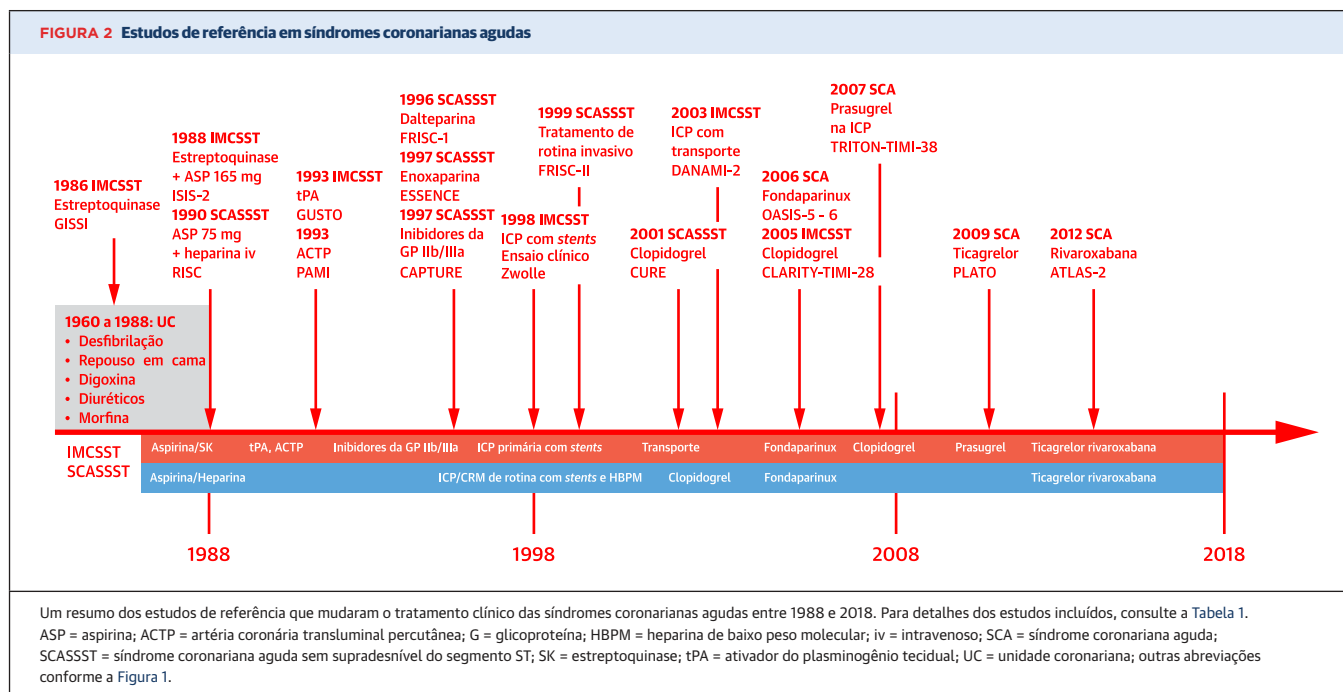 FIGURA 2 Estudos de referência em síndromes coronarianas agudas
1986 IMCSST
Estreptoquinase
GISSI
1988 IMCSST
Estreptoquinase
+ ASP 165 mg
ISIS-2
1990 SCASSST
ASP 75 mg
+ heparina iv
RISC
1993 IMCSST
tPA
GUSTO
1993
ACTP
PAMI
1996 SCASSST
Dalteparina
FRISC-1
1997 SCASSST
Enoxaparina
ESSENCE
1997 SCASSST
Inibidores da
GP IIb/IIIa
CAPTURE
1999 SCASSST
Tratamento de
rotina invasivo
FRISC-II
1998 IMCSST
ICP com stents
Ensaio clínico
Zwolle
2003 IMCSST
ICP com
transporte
DANAMI-2
2001 SCASSST
Clopidogrel
CURE
2007 SCA
Prasugrel
na ICP
TRITON-TIMI-38
2006 SCA
Fondaparinux
OASIS-5 - 6
2005 IMCSST
Clopidogrel
CLARITY-TIMI-28
2009 SCA
Ticagrelor
PLATO
2012 SCA
Rivaroxabana
ATLAS-2
1960 a 1988: UC
• Desfibrilação
• Repouso em cama
• Digoxina
• Diuréticos
• Morfina
IMCSST
Aspirina/SK tPA, ACTP Inibidores da GP IIb/IIIa ICP primária com stents Transporte Fondaparinux Clopidogrel Prasugrel Ticagrelor rivaroxabana
SCASSST
Aspirina/Heparina ICP/CRM de rotina com stents e HBPM Clopidogrel Fondaparinux Ticagrelor rivaroxabana
1988 1998 2008 2018
Um resumo dos estudos de referência que mudaram o tratamento clínico das síndromes coronarianas agudas entre 1988 e 2018. Para detalhes dos estudos incluídos, consulte a Tabela 1.
ASP = aspirina; ACTP = artéria coronária transluminal percutânea; G = glicoproteína; HBPM = heparina de baixo peso molecular; iv = intravenoso; SCA = síndrome coronariana aguda;
SCASSST = síndrome coronariana aguda sem supradesnível do segmento ST; SK = estreptoquinase; tPA = ativador do plasminogênio tecidual; UC = unidade coronariana; outras abreviações
conforme a Figura 1.